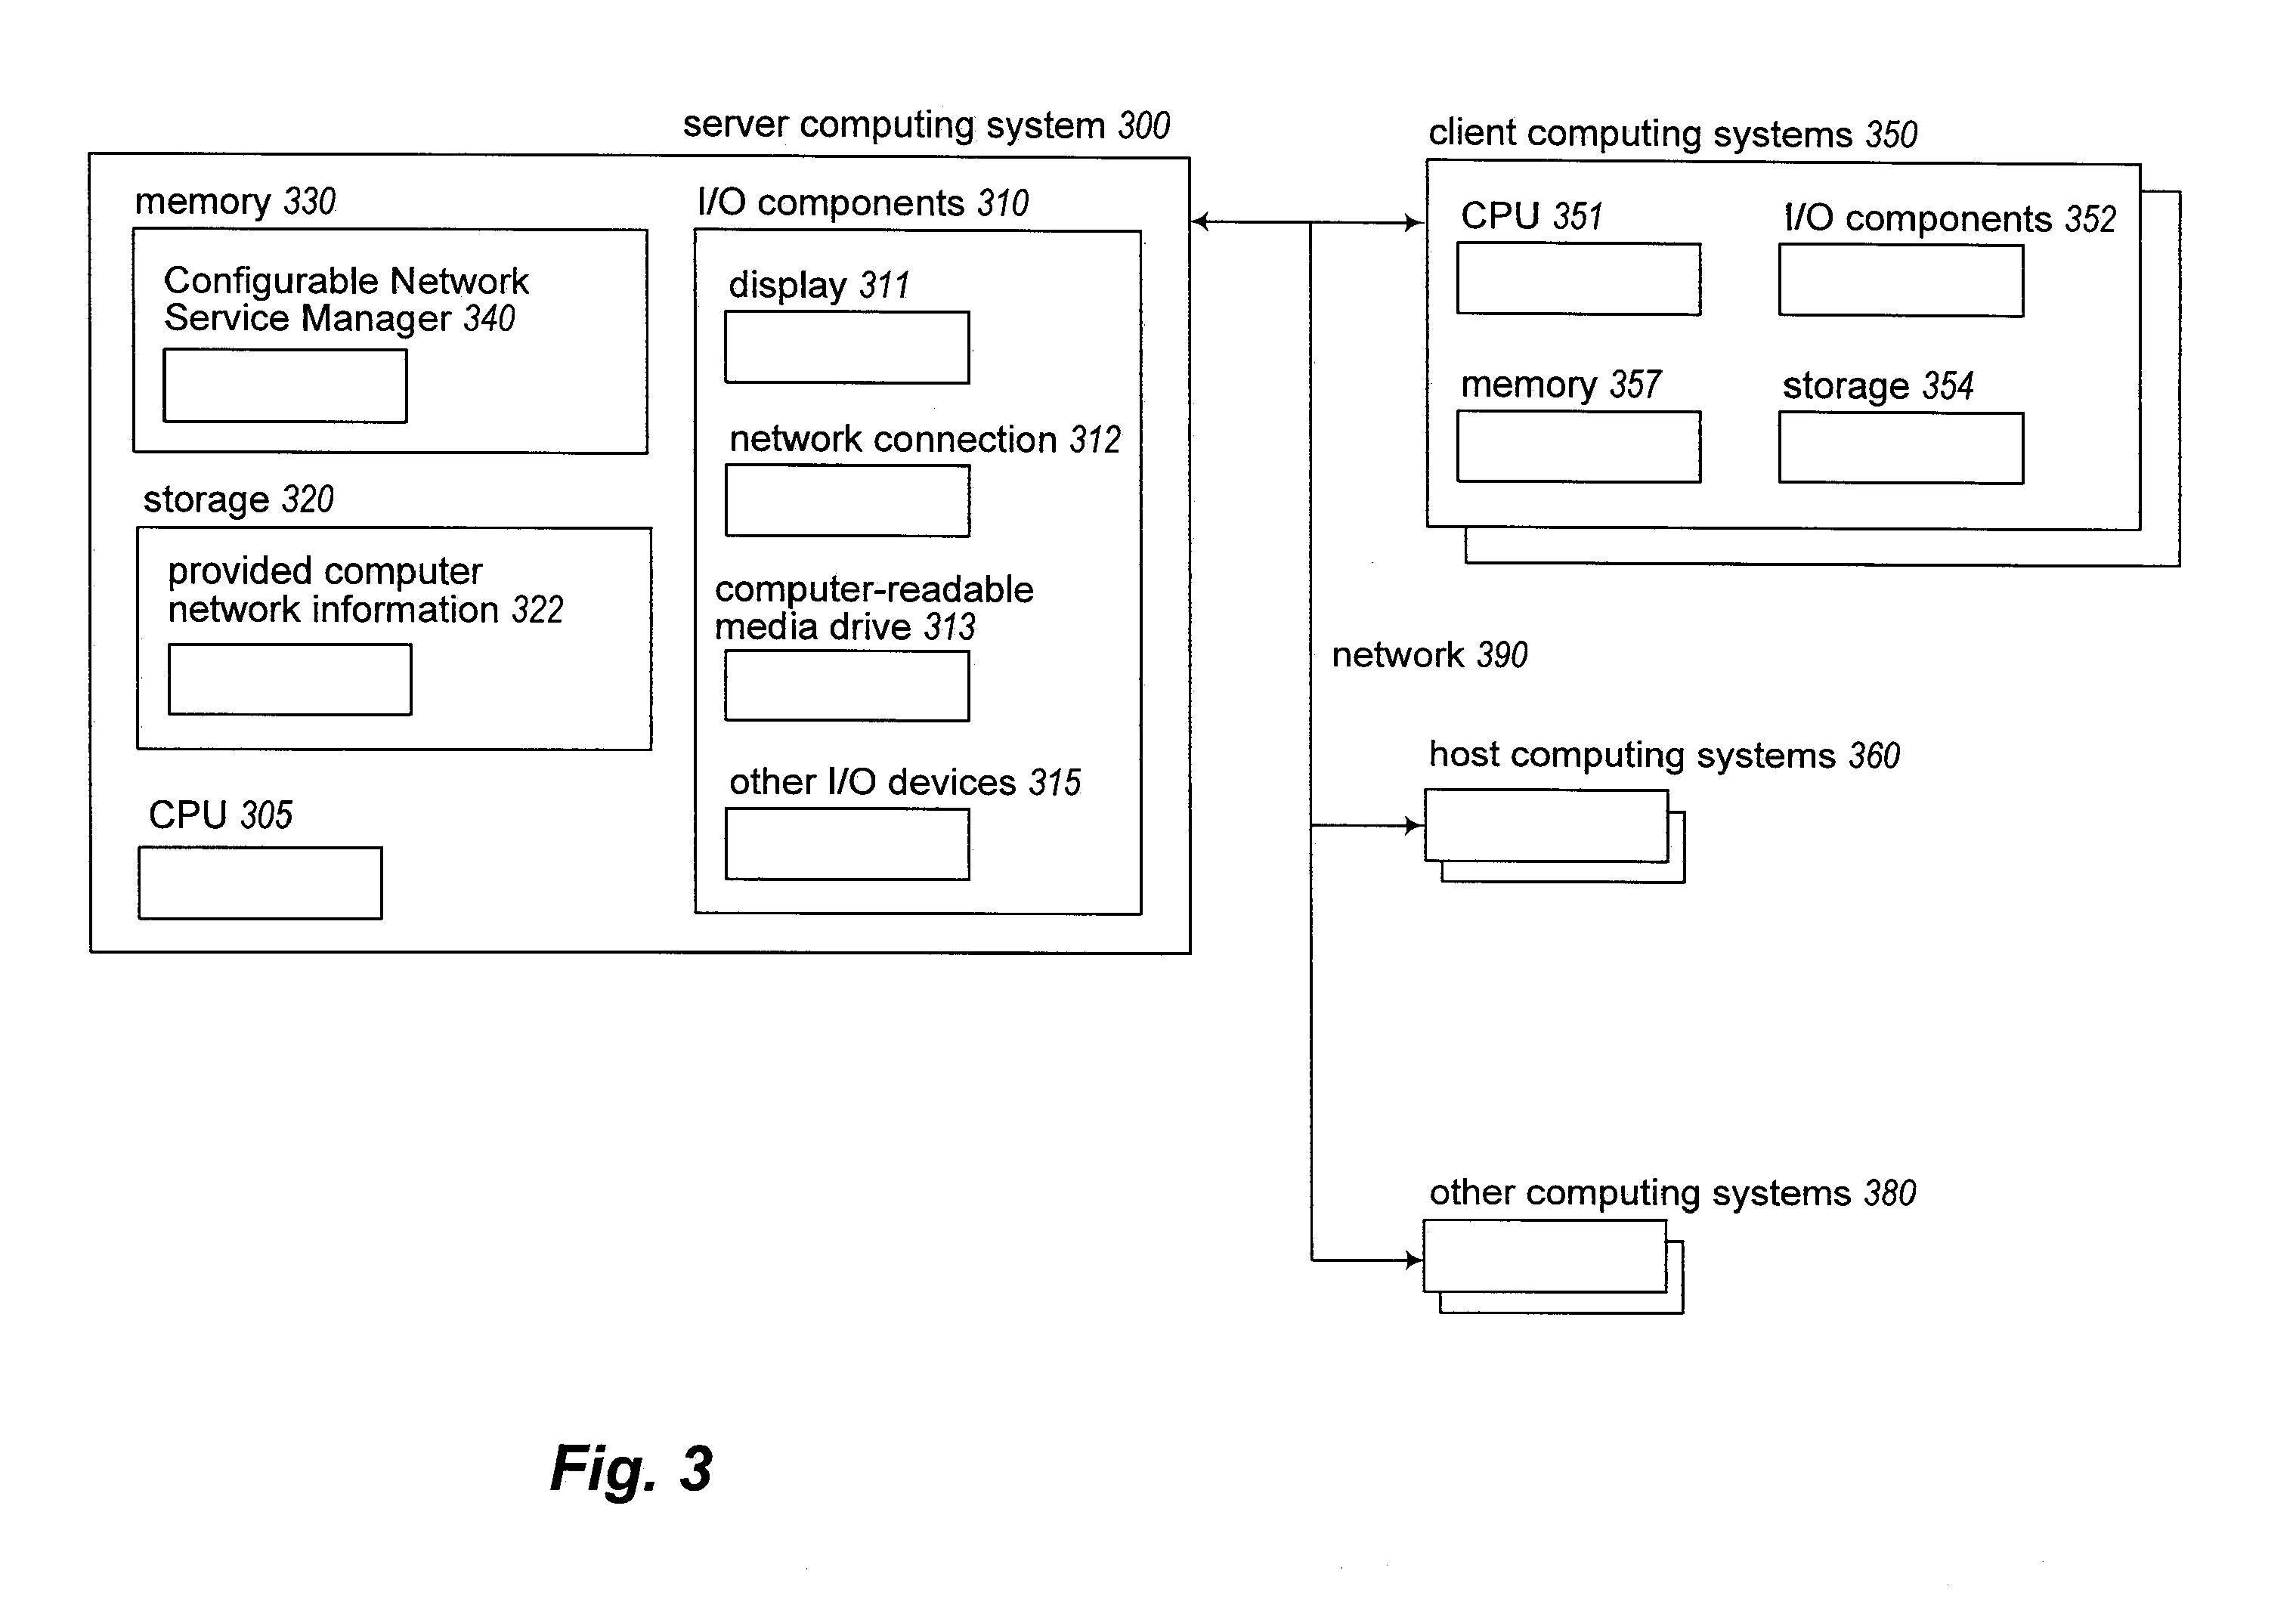 server computing system 300
memory 330
Configurable Network
Service Manager 340
storage 320
provided computer
network information 322
CPU 305
I/O components 310
display 311
network connection 312
computer-readable
media drive 313
other I/O devices 315
client computing systems 350
CPU 351
I/O components 352
memory 357
storage 354
network 390
host computing systems 360
other computing systems 380
Fig. 3